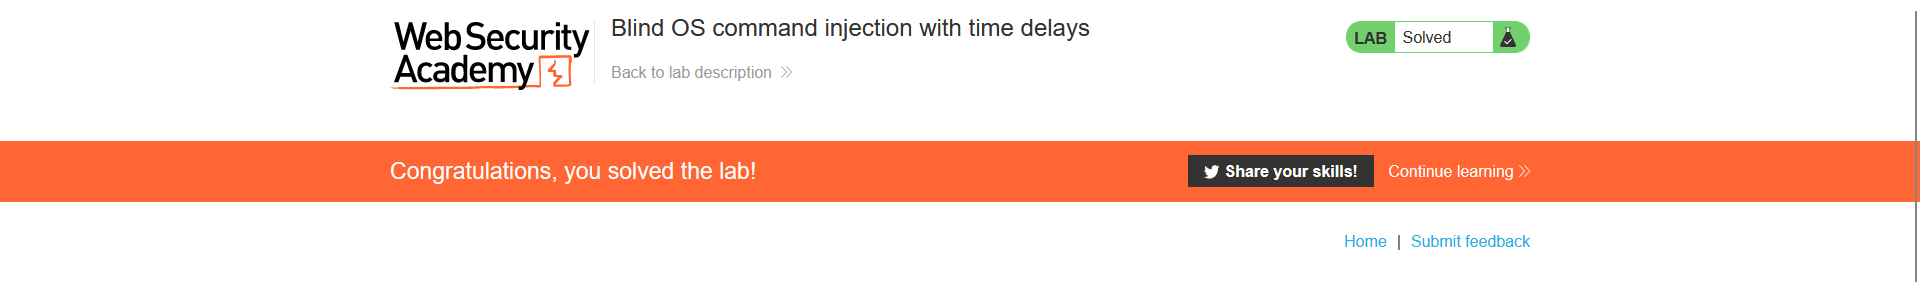 Web Security
Academy
Blind OS command injection with time delays
Back to lab description
LAB Solved
Congratulations, you solved the lab!
Share your skills!
Continue learning
Home | Submit feedback